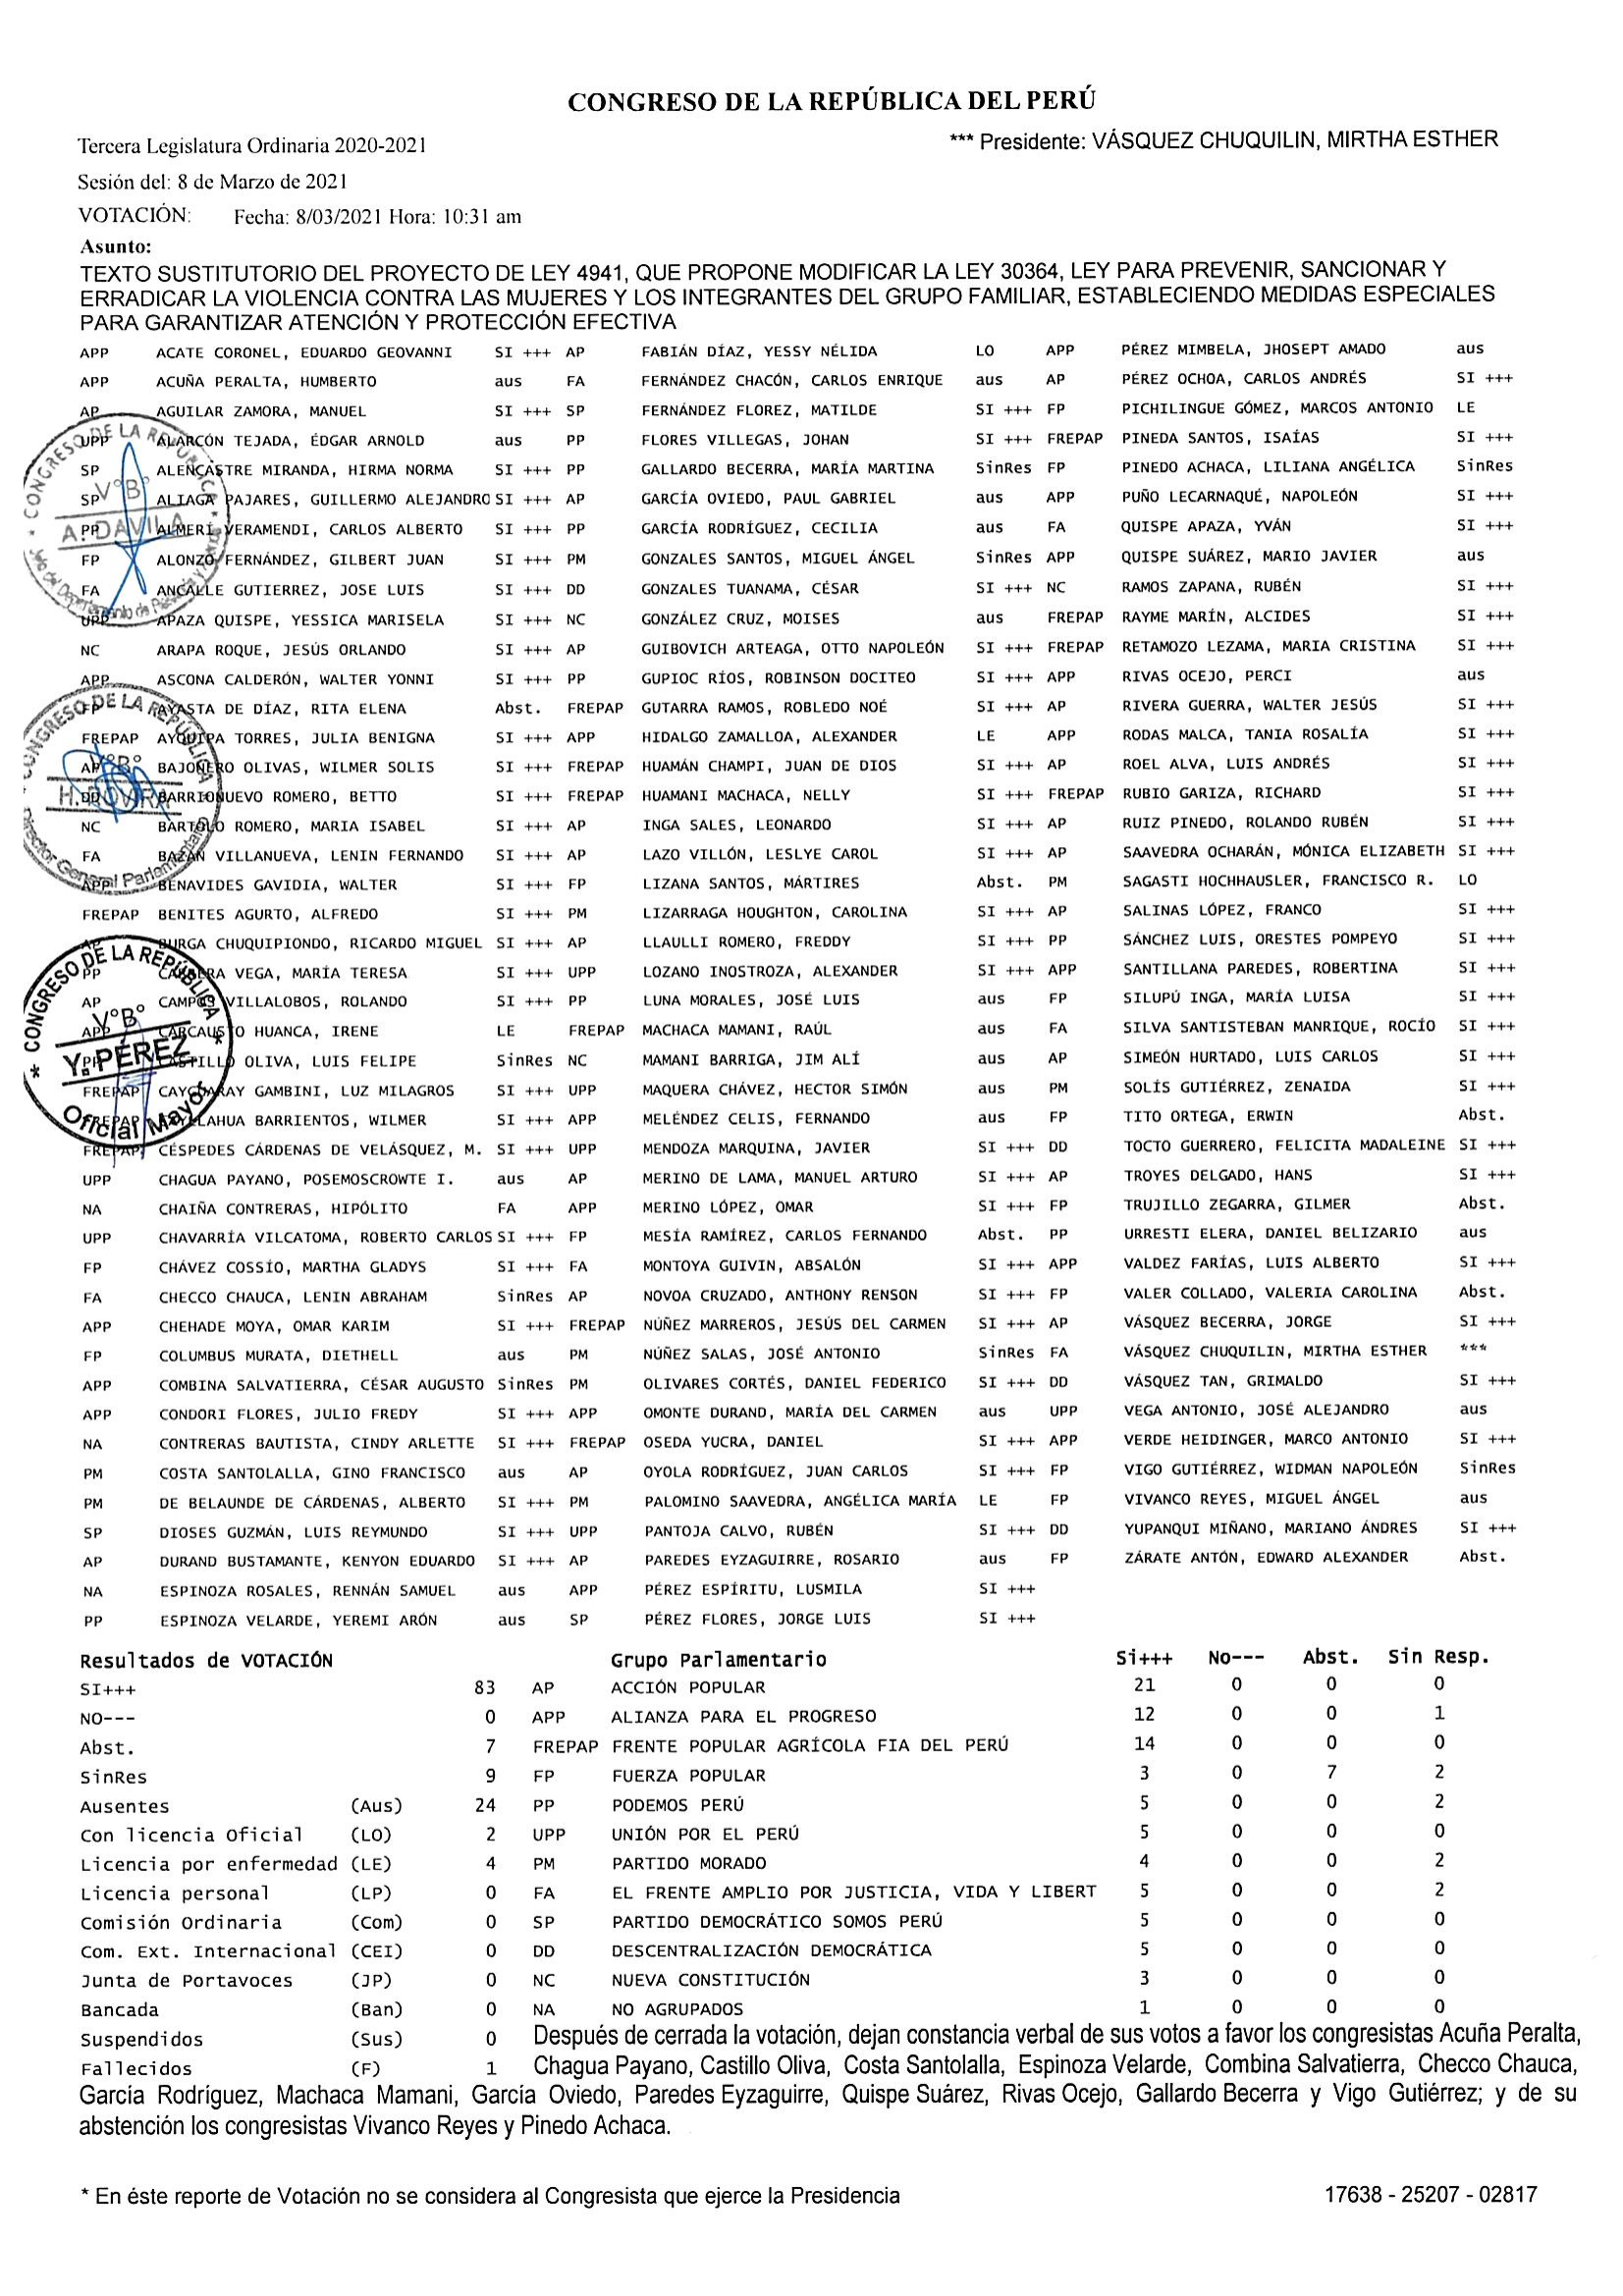 CONGRESO DE LA REPÚBLICA DEL PERÚ
Tercera Legislatura Ordinaria 2020-2021 *** Presidente: VÁSQUEZ CHUQUILIN, MIRTHA ESTHER
Sesión del: 8 de Marzo de 2021
VOTACIÓN: Fecha: 8/03/2021 Hora: 10:31 am
Asunto:
TEXTO SUSTITUTORIO DEL PROYECTO DE LEY 4941, QUE PROPONE MODIFICAR LA LEY 30364, LEY PARA PREVENIR, SANCIONAR Y
ERRADICAR LA VIOLENCIA CONTRA LAS MUJERES Y LOS INTEGRANTES DEL GRUPO FAMILIAR, ESTABLECIENDO MEDIDAS ESPECIALES
PARA GARANTIZAR ATENCIÓN Y PROTECCIÓN EFECTIVA
APP ACATE CORONEL, EDUARDO GEOVANNI SI +++ AP FABIÁN DÍAZ, YESSY NÉLIDA LO APP PÉREZ MIMBELA, JHOSEPT AMADO aus
APP ACUÑA PERALTA, HUMBERTO aus FA FERNÁNDEZ CHACÓN, CARLOS ENRIQUE aus AP PÉREZ OCHOA, CARLOS ANDRÉS SI +++
AP AGUILAR ZAMORA, MANUEL SI +++ SP FERNÁNDEZ FLOREZ, MATILDE SI +++ FP PICHILINGUE GÓMEZ, MARCOS ANTONIO LE
UPP ALARCÓN TEJADA, ÉDGAR ARNOLD aus PP FLORES VILLEGAS, JOHAN SI +++ FREPAP PINEDA SANTOS, ISAÍAS SI +++
SP ALENCASTRE MIRANDA, HIRMA NORMA SI +++ PP GALLARDO BECERRA, MARÍA MARTINA SinRes FP PINEDO ACHACA, LILIANA ANGÉLICA SinRes
SP ALIAGA PAJARES, GUILLERMO ALEJANDRO SI +++ AP GARCÍA OVIEDO, PAUL GABRIEL aus APP PUÑO LECARNAQUÉ, NAPOLEÓN SI +++
PP ALMERÍ VERAMENDI, CARLOS ALBERTO SI +++ PP GARCÍA RODRÍGUEZ, CECILIA aus FA QUISPE APAZA, YVÁN SI +++
FP ALONZO FERNÁNDEZ, GILBERT JUAN SI +++ PM GONZALES SANTOS, MIGUEL ÁNGEL SinRes APP QUISPE SUÁREZ, MARIO JAVIER aus
FA ANCALLE GUTIERREZ, JOSE LUIS SI +++ DD GONZALES TUANAMA, CÉSAR SI +++ NC RAMOS ZAPANA, RUBÉN SI +++
UPP APAZA QUISPE, YESSICA MARISELA SI +++ NC GONZÁLEZ CRUZ, MOISES aus FREPAP RAYME MARÍN, ALCIDES SI +++
NC ARAPA ROQUE, JESÚS ORLANDO SI +++ AP GUIBOVICH ARTEAGA, OTTO NAPOLEÓN SI +++ FREPAP RETAMOZO LEZAMA, MARIA CRISTINA SI +++
APP ASCONA CALDERÓN, WALTER YONNI SI +++ PP GUPIOC RÍOS, ROBINSON DOCITEO SI +++ APP RIVAS OCEJO, PERCI aus
FP AYASTA DE DÍAZ, RITA ELENA Abst. FREPAP GUTARRA RAMOS, ROBLEDO NOÉ SI +++ AP RIVERA GUERRA, WALTER JESÚS SI +++
FREPAP AYQUIPA TORRES, JULIA BENIGNA SI +++ APP HIDALGO ZAMALLOA, ALEXANDER LE APP RODAS MALCA, TANIA ROSALÍA SI +++
AP BAJONERO OLIVAS, WILMER SOLIS SI +++ FREPAP HUAMÁN CHAMPI, JUAN DE DIOS SI +++ AP ROEL ALVA, LUIS ANDRÉS SI +++
DD BARRIONUEVO ROMERO, BETTO SI +++ FREPAP HUAMANI MACHACA, NELLY SI +++ FREPAP RUBIO GARIZA, RICHARD SI +++
NC BARTOLO ROMERO, MARIA ISABEL SI +++ AP INGA SALES, LEONARDO SI +++ AP RUIZ PINEDO, ROLANDO RUBÉN SI +++
FA BAZÁN VILLANUEVA, LENIN FERNANDO SI +++ AP LAZO VILLÓN, LESLYE CAROL SI +++ AP SAAVEDRA OCHARÁN, MÓNICA ELIZABETH SI +++
APP BENAVIDES GAVIDIA, WALTER SI +++ FP LIZANA SANTOS, MÁRTIRES Abst. PM SAGASTI HOCHHAUSLER, FRANCISCO R. LO
FREPAP BENITES AGURTO, ALFREDO SI +++ PM LIZARRAGA HOUGHTON, CAROLINA SI +++ AP SALINAS LÓPEZ, FRANCO SI +++
AP BURGA CHUQUIPIONDO, RICARDO MIGUEL SI +++ AP LLAULLI ROMERO, FREDDY SI +++ PP SÁNCHEZ LUIS, ORESTES POMPEYO SI +++
PP CABRERA VEGA, MARÍA TERESA SI +++ UPP LOZANO INOSTROZA, ALEXANDER SI +++ APP SANTILLANA PAREDES, ROBERTINA SI +++
AP CAMPOS VILLALOBOS, ROLANDO SI +++ PP LUNA MORALES, JOSÉ LUIS aus FP SILUPÚ INGA, MARÍA LUISA SI +++
APP CARCAUSTO HUANCA, IRENE LE FREPAP MACHACA MAMANI, RAÚL aus FA SILVA SANTISTEBAN MANRIQUE, ROCÍO SI +++
PP CASTILLO OLIVA, LUIS FELIPE SinRes NC MAMANI BARRIGA, JIM ALÍ aus AP SIMEÓN HURTADO, LUIS CARLOS SI +++
FREPAP CAYGUARAY GAMBINI, LUZ MILAGROS SI +++ UPP MAQUERA CHÁVEZ, HECTOR SIMÓN aus PM SOLÍS GUTIÉRREZ, ZENAIDA SI +++
FREPAP CAYLLAHUA BARRIENTOS, WILMER SI +++ APP MELÉNDEZ CELIS, FERNANDO aus FP TITO ORTEGA, ERWIN Abst.
FREPAP CÉSPEDES CÁRDENAS DE VELÁSQUEZ, M. SI +++ UPP MENDOZA MARQUINA, JAVIER SI +++ DD TOCTO GUERRERO, FELICITA MADALEINE SI +++
UPP CHAGUA PAYANO, POSEMOSCROWTE I. aus AP MERINO DE LAMA, MANUEL ARTURO SI +++ AP TROYES DELGADO, HANS SI +++
NA CHAIÑA CONTRERAS, HIPÓLITO FA APP MERINO LÓPEZ, OMAR SI +++ FP TRUJILLO ZEGARRA, GILMER Abst.
UPP CHAVARRÍA VILCATOMA, ROBERTO CARLOS SI +++ FP MESÍA RAMÍREZ, CARLOS FERNANDO Abst. PP URRESTI ELERA, DANIEL BELIZARIO aus
FP CHÁVEZ COSSÍO, MARTHA GLADYS SI +++ FA MONTOYA GUIVIN, ABSALÓN SI +++ APP VALDEZ FARÍAS, LUIS ALBERTO SI +++
FA CHECCO CHAUCA, LENIN ABRAHAM SinRes AP NOVOA CRUZADO, ANTHONY RENSON SI +++ FP VALER COLLADO, VALERIA CAROLINA Abst.
APP CHEHADE MOYA, OMAR KARIM SI +++ FREPAP NÚÑEZ MARREROS, JESÚS DEL CARMEN SI +++ AP VÁSQUEZ BECERRA, JORGE SI +++
FP COLUMBUS MURATA, DIETHELL aus PM NÚÑEZ SALAS, JOSÉ ANTONIO SinRes FA VÁSQUEZ CHUQUILIN, MIRTHA ESTHER ***
APP COMBINA SALVATIERRA, CÉSAR AUGUSTO SinRes PM OLIVARES CORTÉS, DANIEL FEDERICO SI +++ DD VÁSQUEZ TAN, GRIMALDO SI +++
APP CONDORI FLORES, JULIO FREDY SI +++ APP OMONTE DURAND, MARÍA DEL CARMEN aus UPP VEGA ANTONIO, JOSÉ ALEJANDRO aus
NA CONTRERAS BAUTISTA, CINDY ARLETTE SI +++ FREPAP OSEDA YUCRA, DANIEL SI +++ APP VERDE HEIDINGER, MARCO ANTONIO SI +++
PM COSTA SANTOLALLA, GINO FRANCISCO aus AP OYOLA RODRÍGUEZ, JUAN CARLOS SI +++ FP VIGO GUTIÉRREZ, WIDMAN NAPOLEÓN SinRes
PM DE BELAUNDE DE CÁRDENAS, ALBERTO SI +++ PM PALOMINO SAAVEDRA, ANGÉLICA MARÍA LE FP VIVANCO REYES, MIGUEL ÁNGEL aus
SP DIOSES GUZMÁN, LUIS REYMUNDO SI +++ UPP PANTOJA CALVO, RUBÉN SI +++ DD YUPANQUI MIÑANO, MARIANO ÁNDRES SI +++
AP DURAND BUSTAMANTE, KENYON EDUARDO SI +++ AP PAREDES EYZAGUIRRE, ROSARIO aus FP ZÁRATE ANTÓN, EDWARD ALEXANDER Abst.
NA ESPINOZA ROSALES, RENNÁN SAMUEL aus APP PÉREZ ESPÍRITU, LUSMILA SI +++
PP ESPINOZA VELARDE, YEREMI ARÓN aus SP PÉREZ FLORES, JORGE LUIS SI +++
CONGRESO DE LA REPÚBLICA
V°B°
A. DAVILA
CONGRESO DE LA REPÚBLICA
V°B°
H. ROVIRA
Director General Parlamentario
CONGRESO DE LA REPÚBLICA
V°B°
Y. PÉREZ
Oficial Mayor
Resultados de VOTACIÓN Grupo Parlamentario Si+++ No--- Abst. Sin Resp.
SI+++ 83 AP ACCIÓN POPULAR 21 0 0 0
NO--- 0 APP ALIANZA PARA EL PROGRESO 12 0 0 1
Abst. 7 FREPAP FRENTE POPULAR AGRÍCOLA FIA DEL PERÚ 14 0 0 0
SinRes 9 FP FUERZA POPULAR 3 0 7 2
Ausentes (Aus) 24 PP PODEMOS PERÚ 5 0 0 2
Con licencia Oficial (LO) 2 UPP UNIÓN POR EL PERÚ 5 0 0 0
Licencia por enfermedad (LE) 4 PM PARTIDO MORADO 4 0 0 2
Licencia personal (LP) 0 FA EL FRENTE AMPLIO POR JUSTICIA, VIDA Y LIBERT 5 0 0 2
Comisión Ordinaria (Com) 0 SP PARTIDO DEMOCRÁTICO SOMOS PERÚ 5 0 0 0
Com. Ext. Internacional (CEI) 0 DD DESCENTRALIZACIÓN DEMOCRÁTICA 5 0 0 0
Junta de Portavoces (JP) 0 NC NUEVA CONSTITUCIÓN 3 0 0 0
Bancada (Ban) 0 NA NO AGRUPADOS 1 0 0 0
Suspendidos (Sus) 0 Después de cerrada la votación, dejan constancia verbal de sus votos a favor los congresistas Acuña Peralta,
Fallecidos (F) 1 Chagua Payano, Castillo Oliva, Costa Santolalla, Espinoza Velarde, Combina Salvatierra, Checco Chauca,
García Rodríguez, Machaca Mamani, García Oviedo, Paredes Eyzaguirre, Quispe Suárez, Rivas Ocejo, Gallardo Becerra y Vigo Gutiérrez; y de su
abstención los congresistas Vivanco Reyes y Pinedo Achaca.
* En éste reporte de Votación no se considera al Congresista que ejerce la Presidencia 17638 - 25207 - 02817